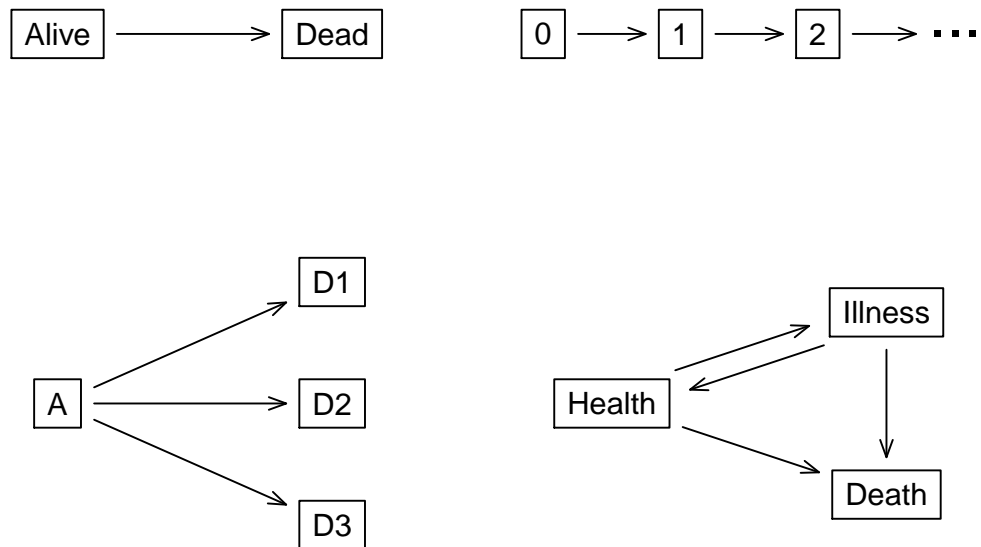 Alive
Dead
0
1
2
...
D1
A
D2
D3
Illness
Health
Death